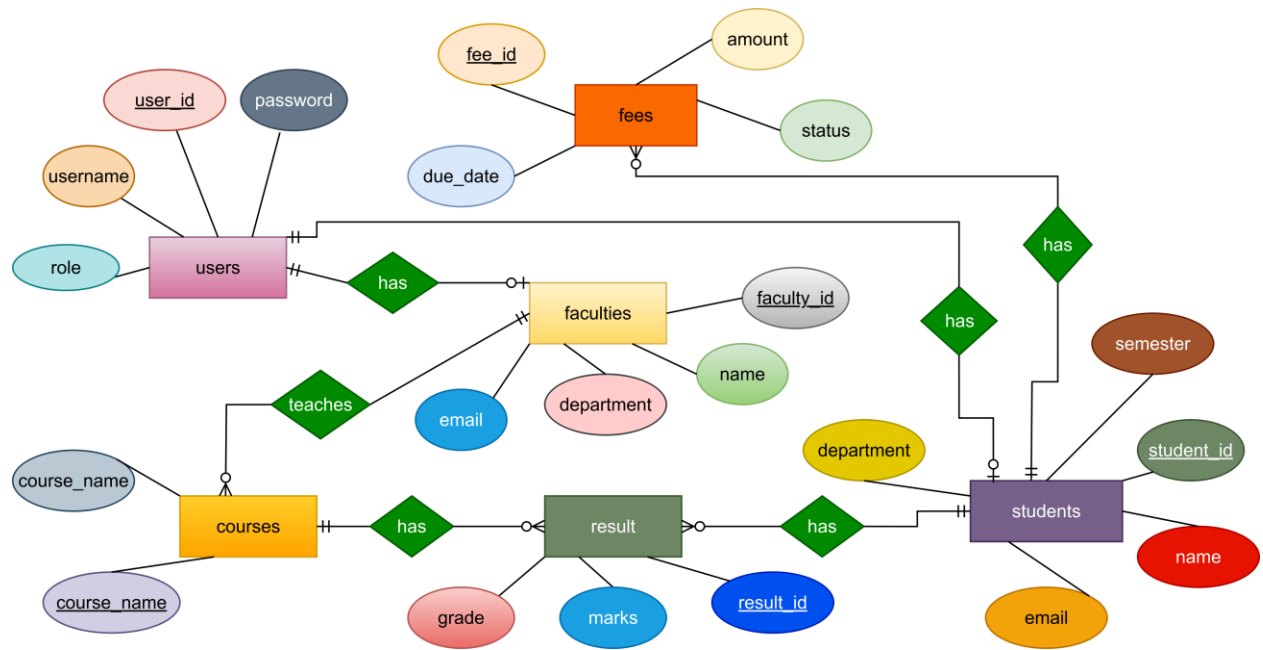 amount
fee_id
user_id
password
fees
status
username
due_date
has
role
users
has
faculty_id
faculties
has
semester
name
teaches
email
department
department
student_id
course_name
students
courses
has
result
has
name
course_name
grade
marks
result_id
email